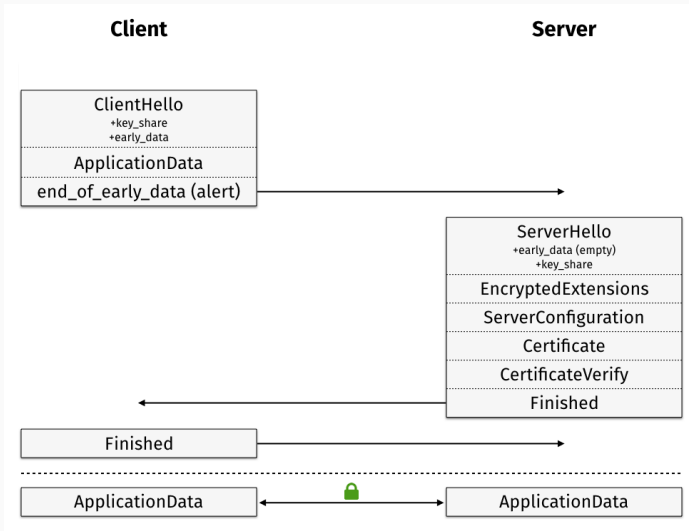 Client
Server
ClientHello
+key_share
+early_data
ApplicationData
end_of_early_data (alert)
ServerHello
+early_data (empty)
+key_share
EncryptedExtensions
ServerConfiguration
Certificate
CertificateVerify
Finished
Finished
ApplicationData
ApplicationData